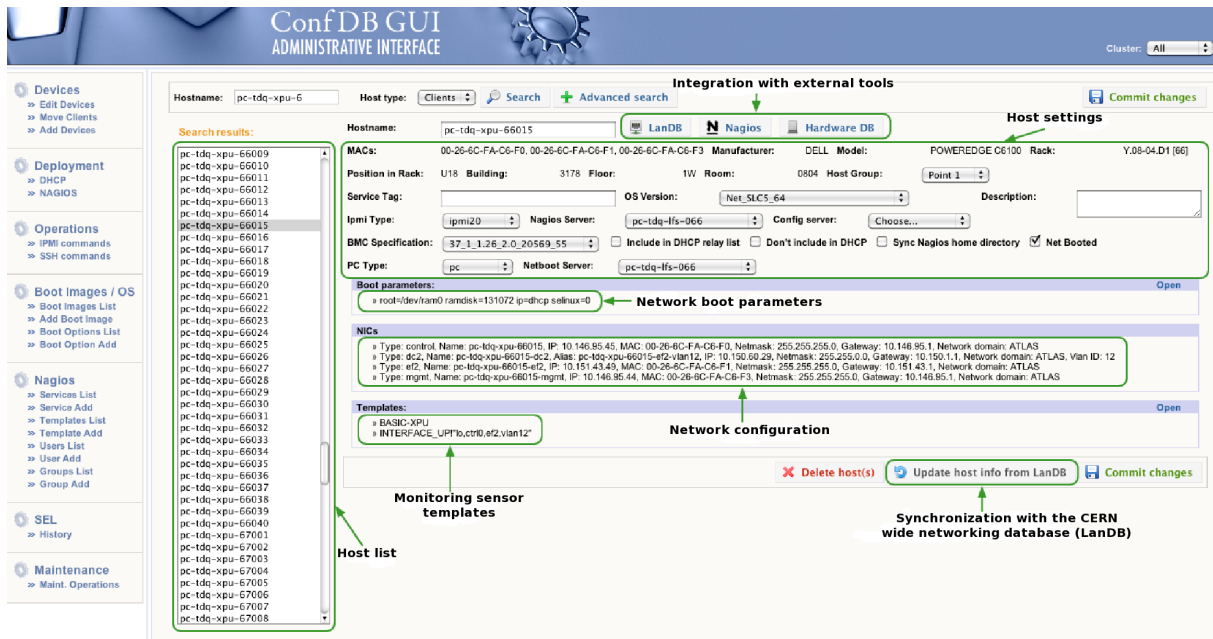 ConfDB GUI
ADMINISTRATIVE INTERFACE
Cluster: All
Devices
» Edit Devices
» Move Clients
» Add Devices
Deployment
» DHCP
» NAGIOS
Operations
» IPMI commands
» SSH commands
Boot Images / OS
» Boot Images List
» Add Boot Image
» Boot Options List
» Boot Option Add
Nagios
» Services List
» Service Add
» Templates List
» Template Add
» Users List
» User Add
» Groups List
» Group Add
SEL
» History
Maintenance
» Maint. Operations
Hostname: pc-tdq-xpu-6 Host type: Clients Search Advanced search
Integration with external tools
Commit changes
Search results:
pc-tdq-xpu-66009
pc-tdq-xpu-66010
pc-tdq-xpu-66011
pc-tdq-xpu-66012
pc-tdq-xpu-66013
pc-tdq-xpu-66014
pc-tdq-xpu-66015
pc-tdq-xpu-66016
pc-tdq-xpu-66017
pc-tdq-xpu-66018
pc-tdq-xpu-66019
pc-tdq-xpu-66020
pc-tdq-xpu-66021
pc-tdq-xpu-66022
pc-tdq-xpu-66023
pc-tdq-xpu-66024
pc-tdq-xpu-66025
pc-tdq-xpu-66026
pc-tdq-xpu-66027
pc-tdq-xpu-66028
pc-tdq-xpu-66029
pc-tdq-xpu-66030
pc-tdq-xpu-66031
pc-tdq-xpu-66032
pc-tdq-xpu-66033
pc-tdq-xpu-66034
pc-tdq-xpu-66035
pc-tdq-xpu-66036
pc-tdq-xpu-66037
pc-tdq-xpu-66038
pc-tdq-xpu-66039
pc-tdq-xpu-66040
pc-tdq-xpu-67001
pc-tdq-xpu-67002
pc-tdq-xpu-67003
pc-tdq-xpu-67004
pc-tdq-xpu-67005
pc-tdq-xpu-67006
pc-tdq-xpu-67007
pc-tdq-xpu-67008
Host list
Hostname: pc-tdq-xpu-66015 LanDB Nagios Hardware DB
Host settings
MACs: 00-26-6C-FA-C6-F0, 00-26-6C-FA-C6-F1, 00-26-6C-FA-C6-F3 Manufacturer: DELL Model: POWEREDGE C6100 Rack: Y.08-04.D1 [66]
Position in Rack: U18 Building: 3178 Floor: 1W Room: 0804 Host Group: Point 1
Service Tag: OS Version: Net_SLC5_64 Description:
Ipmi Type: ipmi20 Nagios Server: pc-tdq-lfs-066 Config server: Choose...
BMC Specification: 37_1_1.26_2.0_20569_55 Include in DHCP relay list Don't include in DHCP Sync Nagios home directory Net Booted
PC Type: pc Netboot Server: pc-tdq-lfs-066
Boot parameters: Open
» root=/dev/ram0 ramdisk=131072 ip=dhcp selinux=0
Network boot parameters
NICs
» Type: control, Name: pc-tdq-xpu-66015, IP: 10.146.95.45, MAC: 00-26-6C-FA-C6-F0, Netmask: 255.255.255.0, Gateway: 10.146.95.1, Network domain: ATLAS
» Type: dc2, Name: pc-tdq-xpu-66015-dc2, Alias: pc-tdq-xpu-66015-ef2-vlan12, IP: 10.150.60.29, Netmask: 255.255.0.0, Gateway: 10.150.1.1, Network domain: ATLAS, Vlan ID: 12
» Type: ef2, Name: pc-tdq-xpu-66015-ef2, IP: 10.151.43.49, MAC: 00-26-6C-FA-C6-F1, Netmask: 255.255.255.0, Gateway: 10.151.43.1, Network domain: ATLAS
» Type: mgmt, Name: pc-tdq-xpu-66015-mgmt, IP: 10.146.95.44, MAC: 00-26-6C-FA-C6-F3, Netmask: 255.255.255.0, Gateway: 10.146.95.1, Network domain: ATLAS
Templates: Open
» BASIC-XPU
» INTERFACE_UP!"lo,ctrl0,ef2,vlan12"
Network configuration
Delete host(s) Update host info from LanDB Commit changes
Monitoring sensor
templates
Synchronization with the CERN
wide networking database (LanDB)